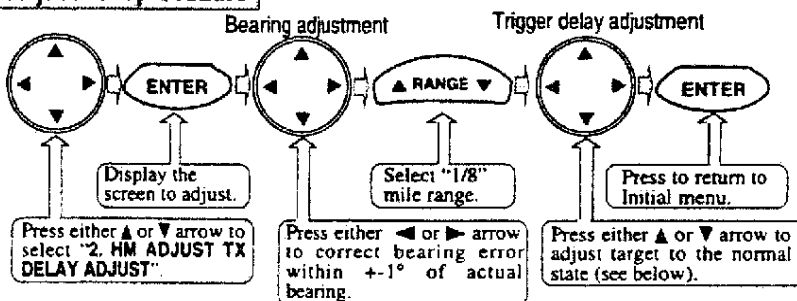 Bearing adjustment
Trigger delay adjustment
ENTER
▲ RANGE ▼
ENTER
Display the
screen to adjust.
Select "1/8"
mile range.
Press to return to
Initial menu.
Press either ▲ or ▼ arrow to
select "2. HM ADJUST TX
DELAY ADJUST".
Press either ◄ or ► arrow
to correct bearing error
within +-1° of actual
bearing.
Press either ▲ or ▼ arrow to
adjust target to the normal
state (see below).